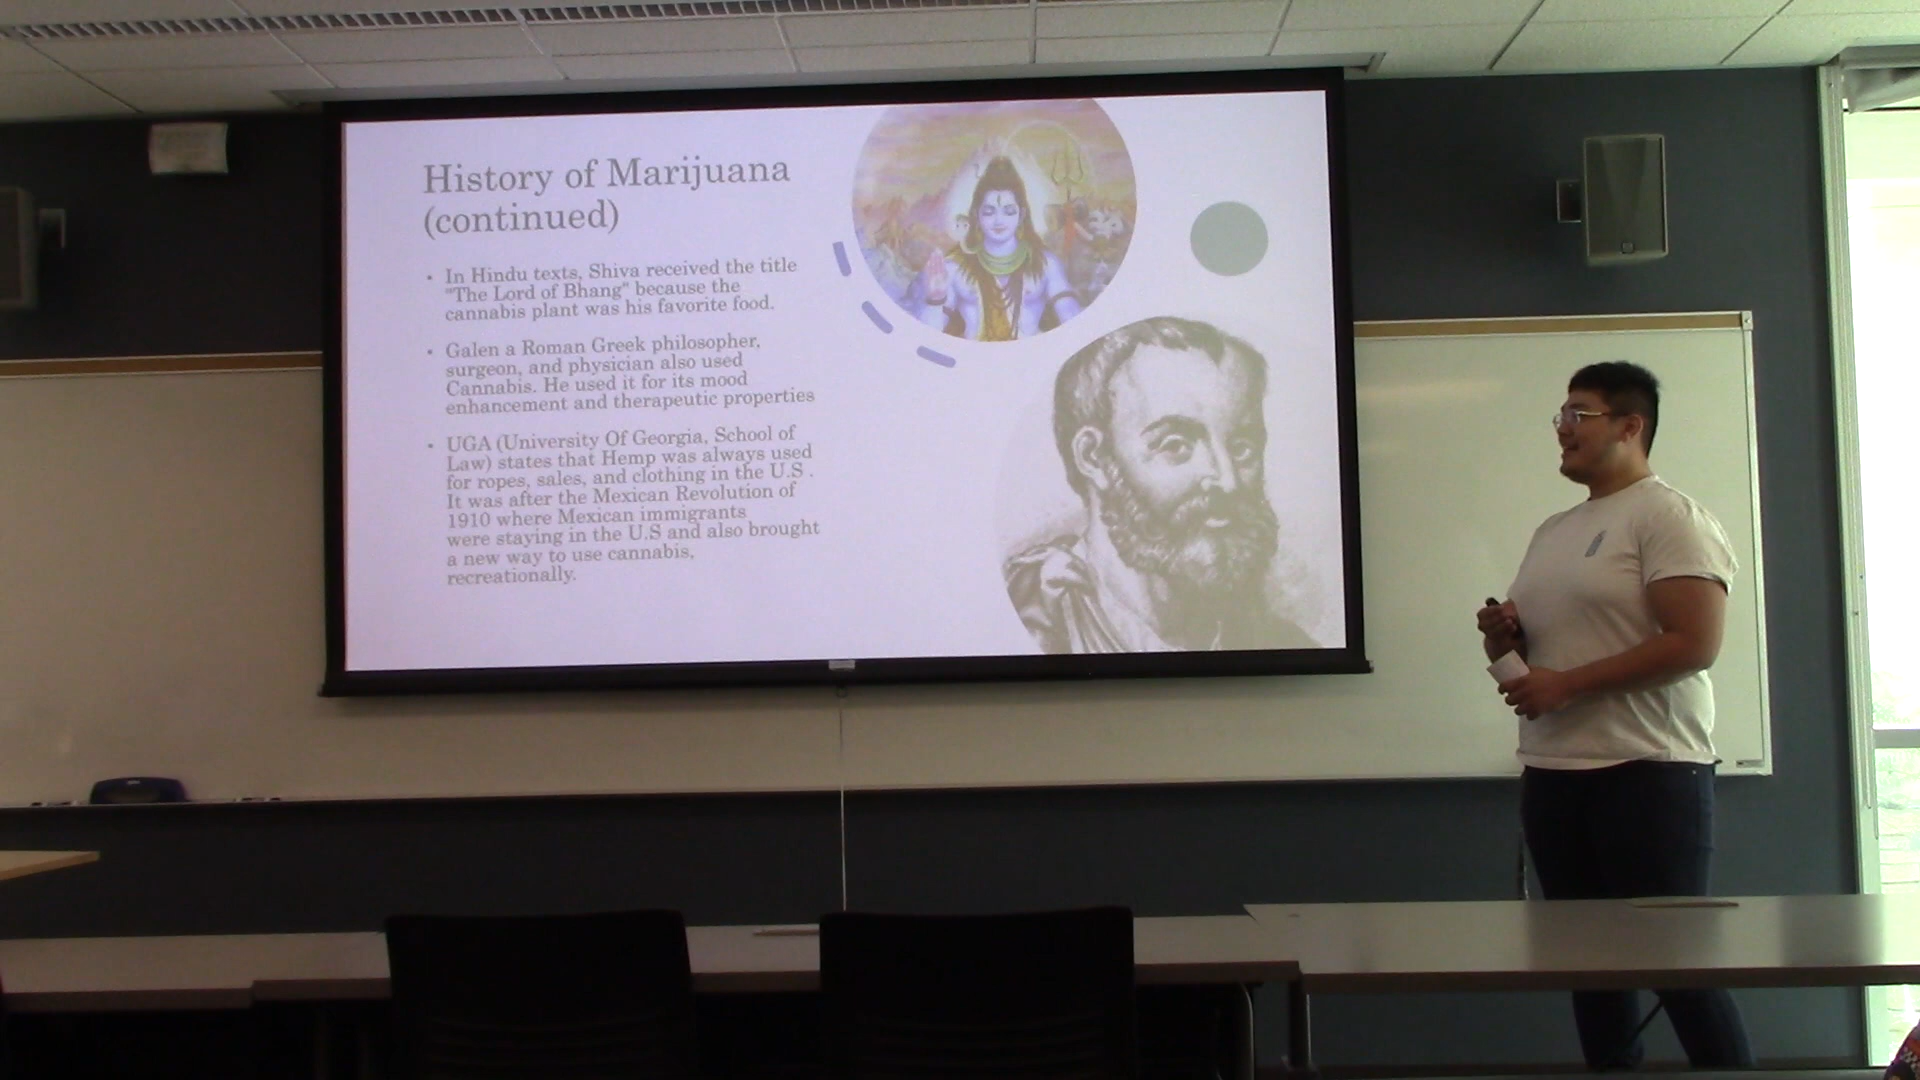 History of Marijuana
(continued)
• In Hindu texts, Shiva received the title
"The Lord of Bhang" because the
cannabis plant was his favorite food.
• Galen a Roman Greek philosopher,
surgeon, and physician also used
Cannabis. He used it for its mood
enhancement and therapeutic properties
• UGA (University Of Georgia, School of
Law) states that Hemp was always used
for ropes, sales, and clothing in the U.S .
It was after the Mexican Revolution of
1910 where Mexican immigrants
were staying in the U.S and also brought
a new way to use cannabis,
recreationally.